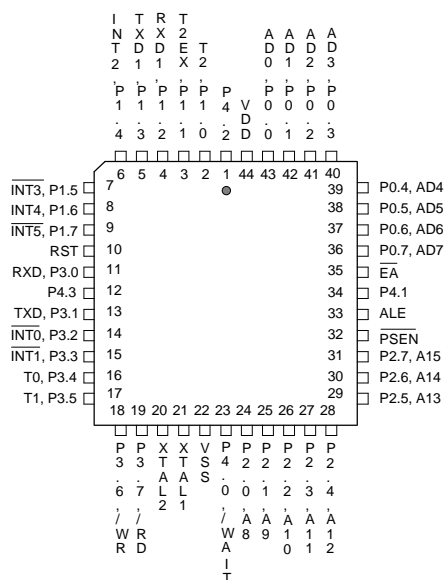 INT2, P1.4
TXD1, P1.3
RXD1, P1.2
T2EX, P1.1
T2, P1.0
P4.2
VDD
AD0, P0.0
AD1, P0.1
AD2, P0.2
AD3, P0.3
6 5 4 3 2 1 44 43 42 41 40
INT3, P1.5 7
INT4, P1.6 8
INT5, P1.7 9
RST 10
RXD, P3.0 11
P4.3 12
TXD, P3.1 13
INT0, P3.2 14
INT1, P3.3 15
T0, P3.4 16
T1, P3.5 17
39 P0.4, AD4
38 P0.5, AD5
37 P0.6, AD6
36 P0.7, AD7
35 EA
34 P4.1
33 ALE
32 PSEN
31 P2.7, A15
30 P2.6, A14
29 P2.5, A13
18 19 20 21 22 23 24 25 26 27 28
P3.6, /WR
P3.7, /RD
XTAL2
XTAL1
VSS
P4.0, /WAIT
P2.0, A8
P2.1, A9
P2.2, A10
P2.3, A11
P2.4, A12